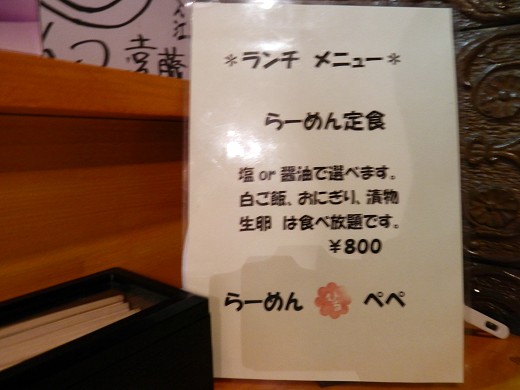 ＊ランチ メニュー＊
らーめん定食
塩 or 醤油で選べます。
白ご飯、おにぎり、漬物
生卵 は食べ放題です。
￥800
らーめん ぺぺ